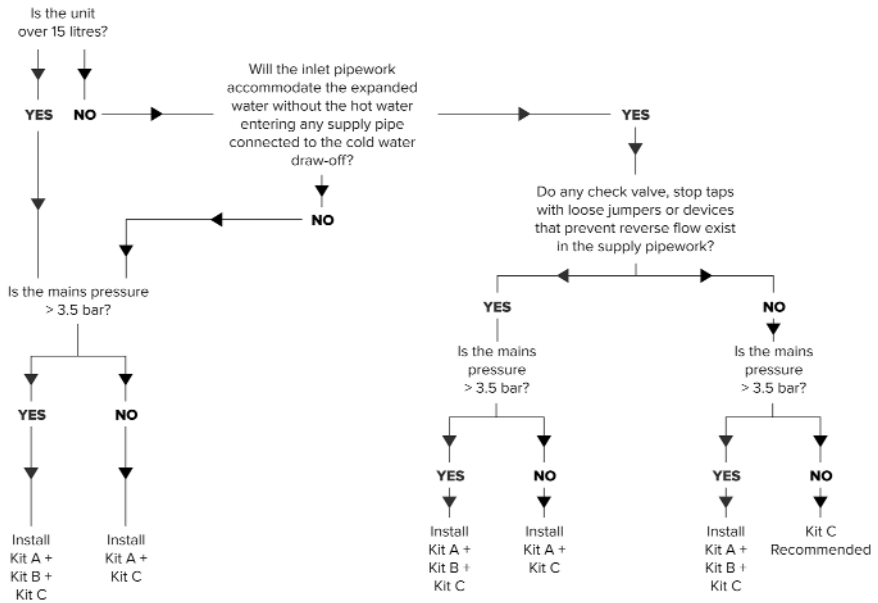 Is the unit
over 15 litres?
Will the inlet pipework
accommodate the expanded
water without the hot water
entering any supply pipe
connected to the cold water
draw-off?
YES
NO
YES
Do any check valve, stop taps
with loose jumpers or devices
that prevent reverse flow exist
in the supply pipework?
NO
Is the mains pressure
> 3.5 bar?
YES
NO
Is the mains
pressure
> 3.5 bar?
Is the mains
pressure
> 3.5 bar?
YES
NO
YES
NO
YES
NO
Install
Kit A +
Kit B +
Kit C
Install
Kit A +
Kit C
Install
Kit A +
Kit B +
Kit C
Install
Kit A +
Kit C
Install
Kit A +
Kit B +
Kit C
Kit C
Recommended